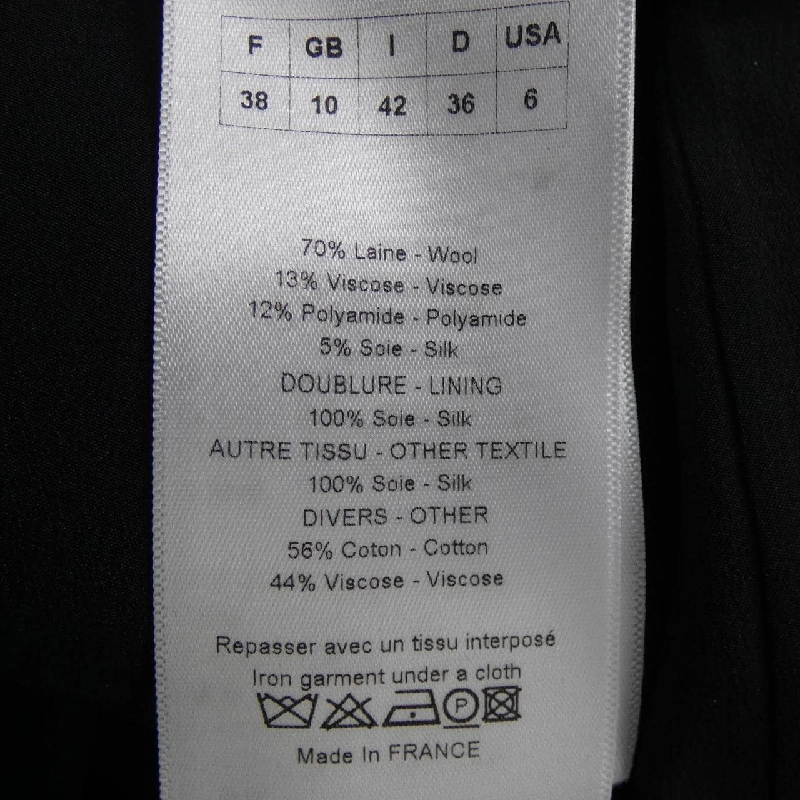 F GB I D USA
38 10 42 36 6
70% Laine - Wool
13% Viscose - Viscose
12% Polyamide - Polyamide
5% Soie - Silk
DOUBLURE - LINING
100% Soie - Silk
AUTRE TISSU - OTHER TEXTILE
100% Soie - Silk
DIVERS - OTHER
56% Coton - Cotton
44% Viscose - Viscose
Repasser avec un tissu interposé
Iron garment under a cloth
P
Made In FRANCE